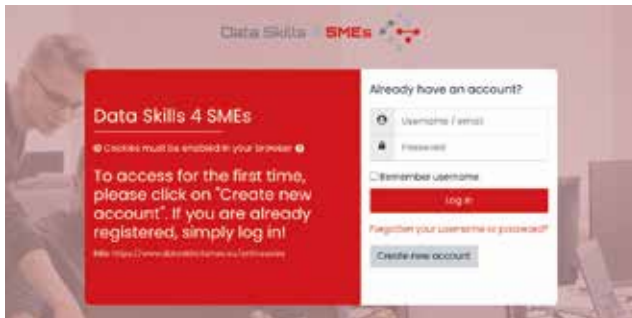 Data Skills 4 SMEs
Data Skills 4 SMEs
Cookies must be enabled in your browser
To access for the first time,
please click on "Create new
account". If you are already
registered, simply log in!
Already have an account?
Username / email
Password
Remember username
Log in
Forgotten your username or password?
Create new account